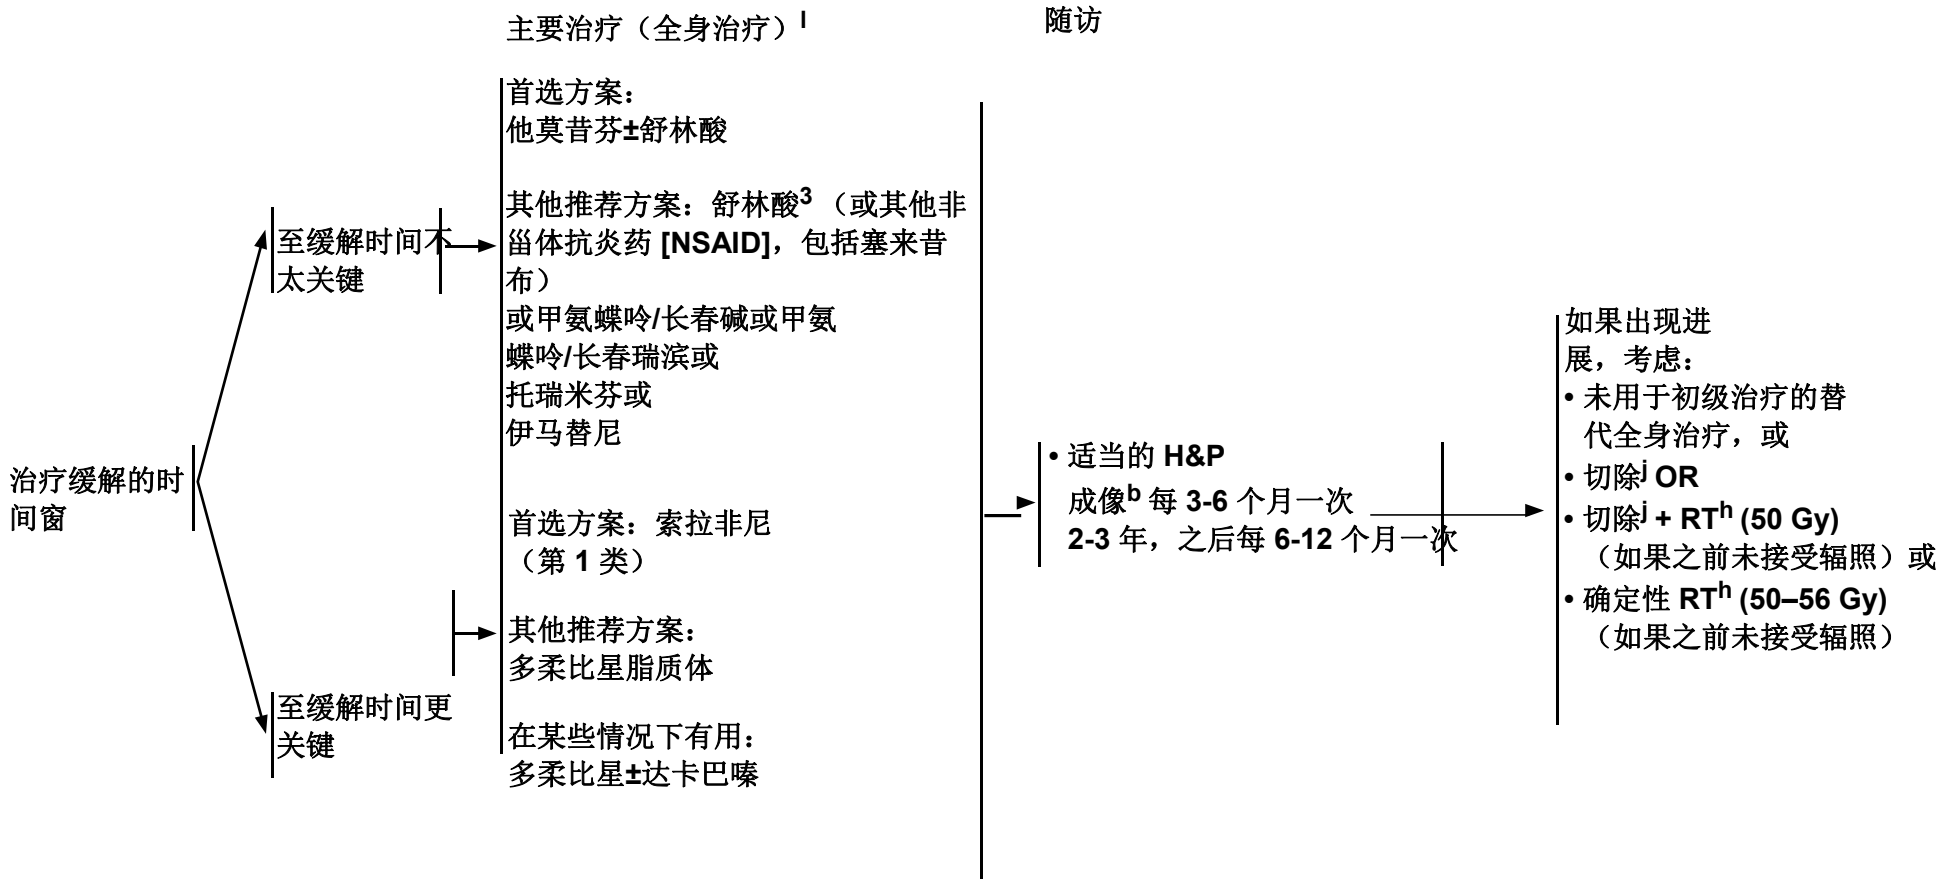 主要治疗（全身治疗）l
随访
治疗缓解的时
间窗
至缓解时间不
太关键
首选方案：
他莫昔芬±舒林酸
其他推荐方案：舒林酸3 （或其他非
甾体抗炎药 [NSAID]，包括塞来昔
布）
或甲氨蝶呤/长春碱或甲氨
蝶呤/长春瑞滨或
托瑞米芬或
伊马替尼
至缓解时间更
关键
首选方案：索拉非尼
（第 1 类）
其他推荐方案：
多柔比星脂质体
在某些情况下有用：
多柔比星±达卡巴嗪
• 适当的 H&P
成像b 每 3-6 个月一次
2-3 年，之后每 6-12 个月一次
如果出现进
展，考虑：
• 未用于初级治疗的替
代全身治疗，或
• 切除j OR
• 切除j + RTh (50 Gy)
（如果之前未接受辐照）或
• 确定性 RTh (50–56 Gy)
（如果之前未接受辐照）